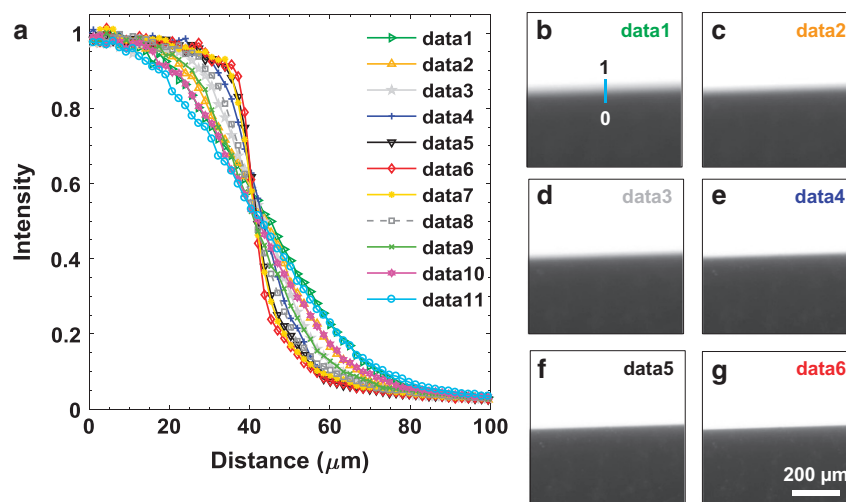 a
Intensity
1
0.8
0.6
0.4
0.2
0
0 20 40 60 80 100
Distance (μm)
data1
data2
data3
data4
data5
data6
data7
data8
data9
data10
data11
b data1
1
0
c data2
d data3
e data4
f data5
g data6
200 μm